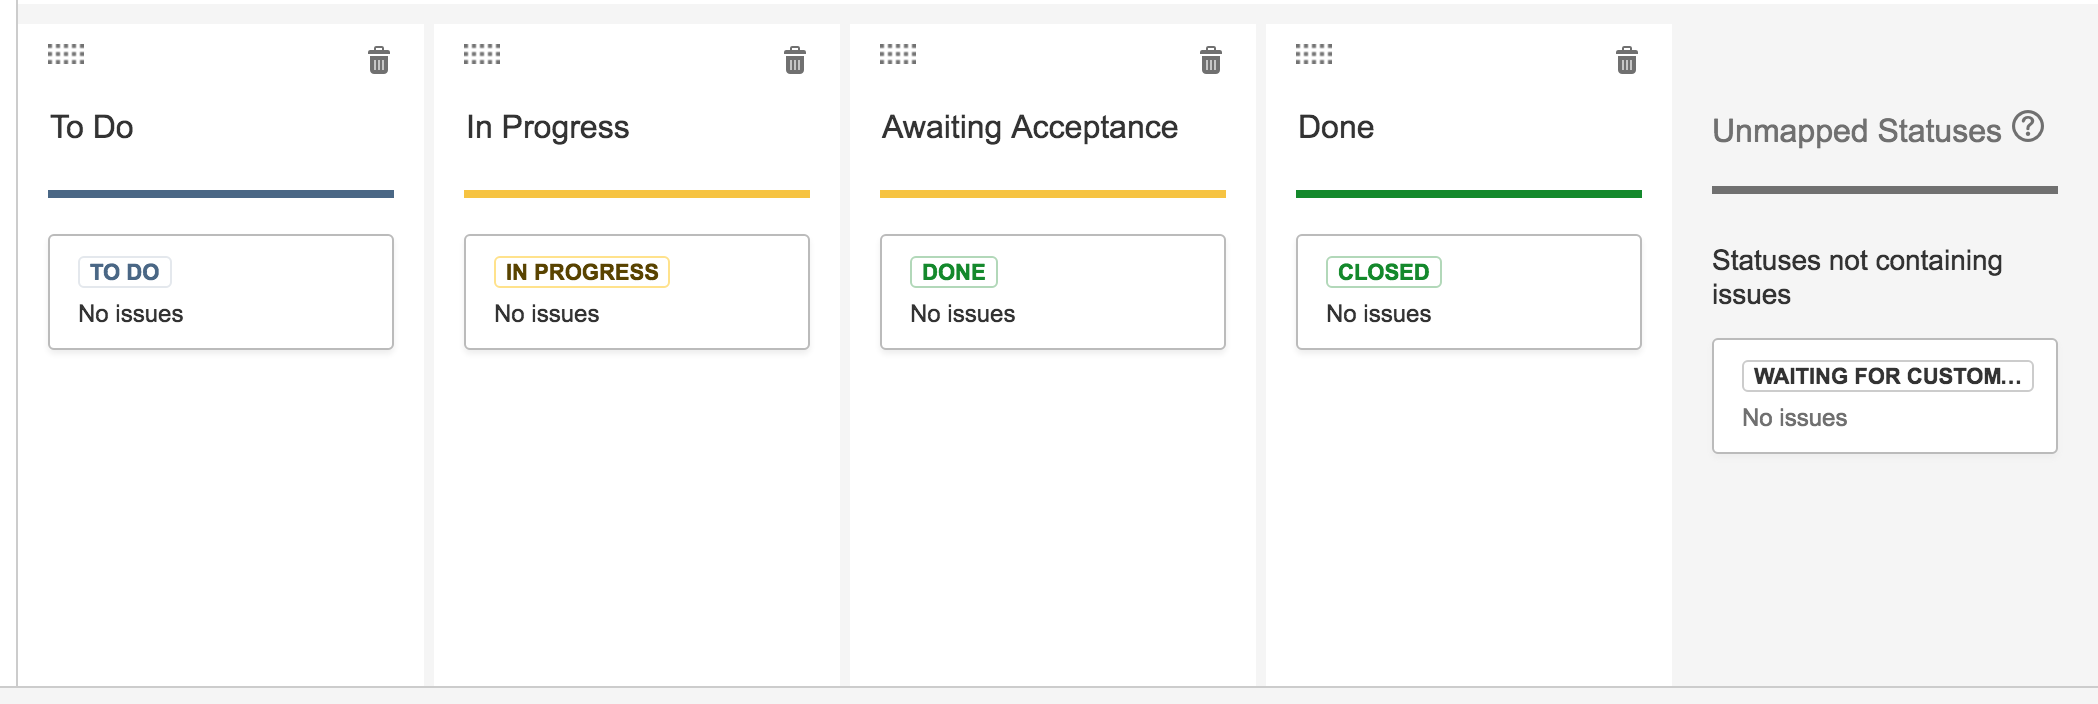 To Do
TO DO
No issues
In Progress
IN PROGRESS
No issues
Awaiting Acceptance
DONE
No issues
Done
CLOSED
No issues
Unmapped Statuses ?
Statuses not containing
issues
WAITING FOR CUSTOM...
No issues